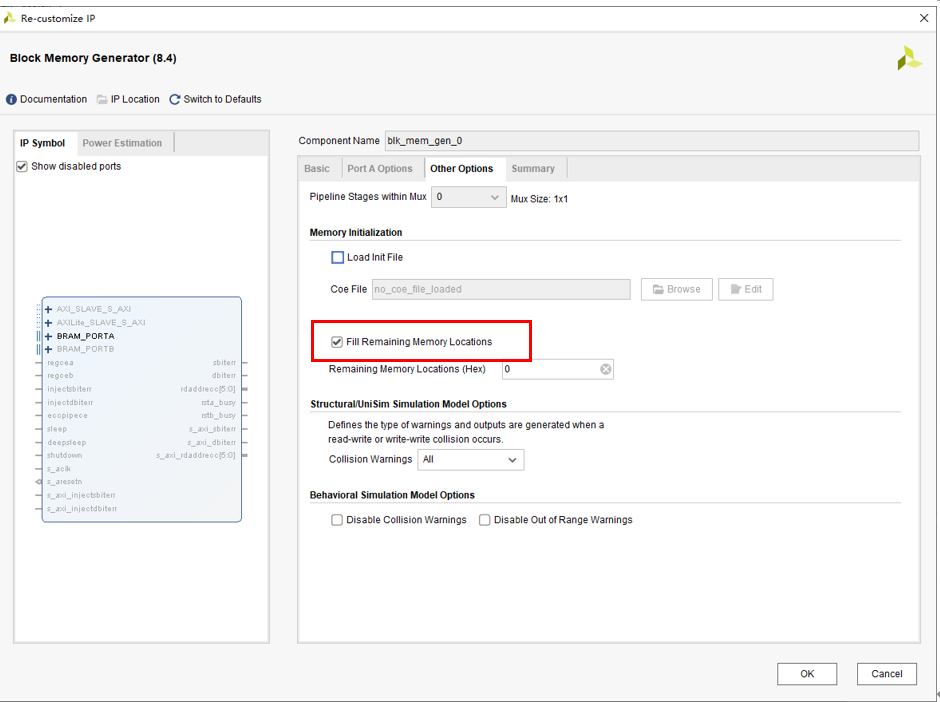 Re-customize IP
Block Memory Generator (8.4)
Documentation IP Location Switch to Defaults
IP Symbol Power Estimation
Show disabled ports
AXI_SLAVE_S_AXI
AXILite_SLAVE_S_AXI
BRAM_PORTA
BRAM_PORTB
regcea sbiterr
regceb dbiterr
injectsbiterr rdaddrecc[5:0]
injectdbiterr rsta_busy
eccpipece rstb_busy
sleep s_axi_sbiterr
deepsleep s_axi_dbiterr
shutdown s_axi_rdaddrecc[5:0]
s_aclk
s_aresetn
s_axi_injectsbiterr
s_axi_injectdbiterr
Component Name blk_mem_gen_0
Basic Port A Options Other Options Summary
Pipeline Stages within Mux 0 Mux Size: 1x1
Memory Initialization
Load Init File
Coe File no_coe_file_loaded Browse Edit
Fill Remaining Memory Locations
Remaining Memory Locations (Hex) 0
Structural/UniSim Simulation Model Options
Defines the type of warnings and outputs are generated when a
read-write or write-write collision occurs.
Collision Warnings All
Behavioral Simulation Model Options
Disable Collision Warnings Disable Out of Range Warnings
OK Cancel